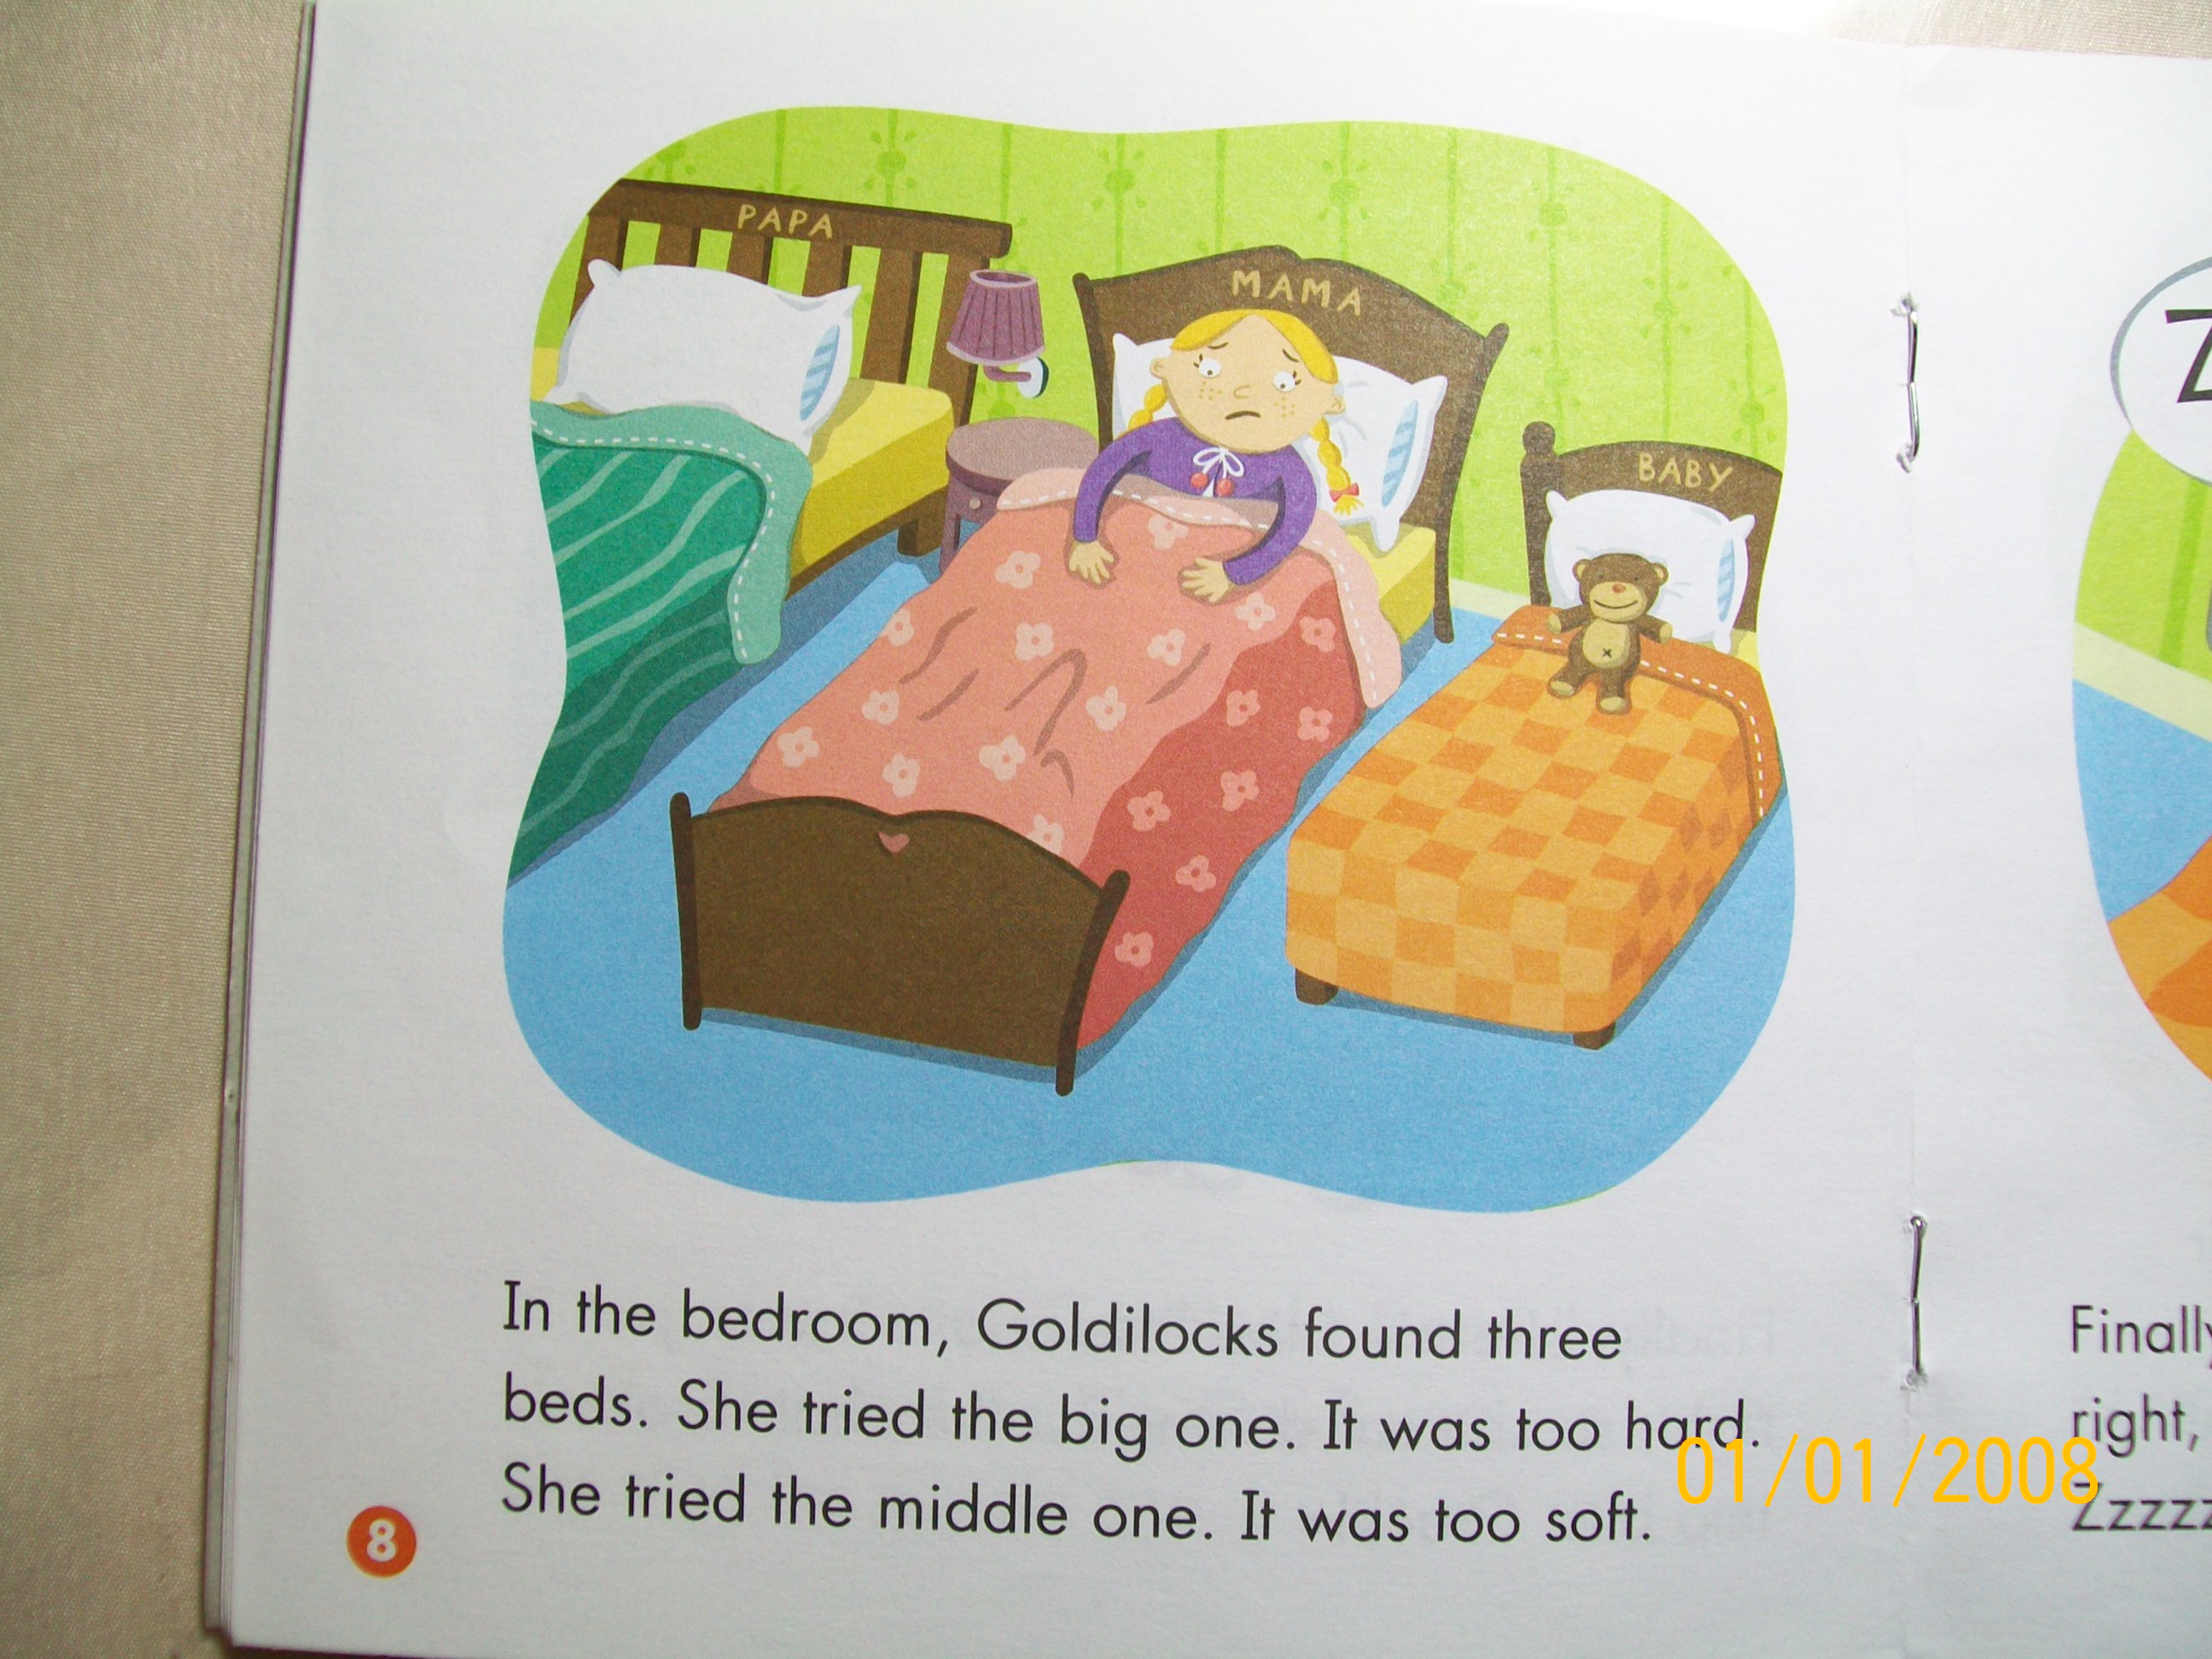 PAPA
MAMA
BABY
In the bedroom, Goldilocks found three
beds. She tried the big one. It was too hard.
She tried the middle one. It was too soft.
8
Finally
right,
Zzzzz
01/01/2008